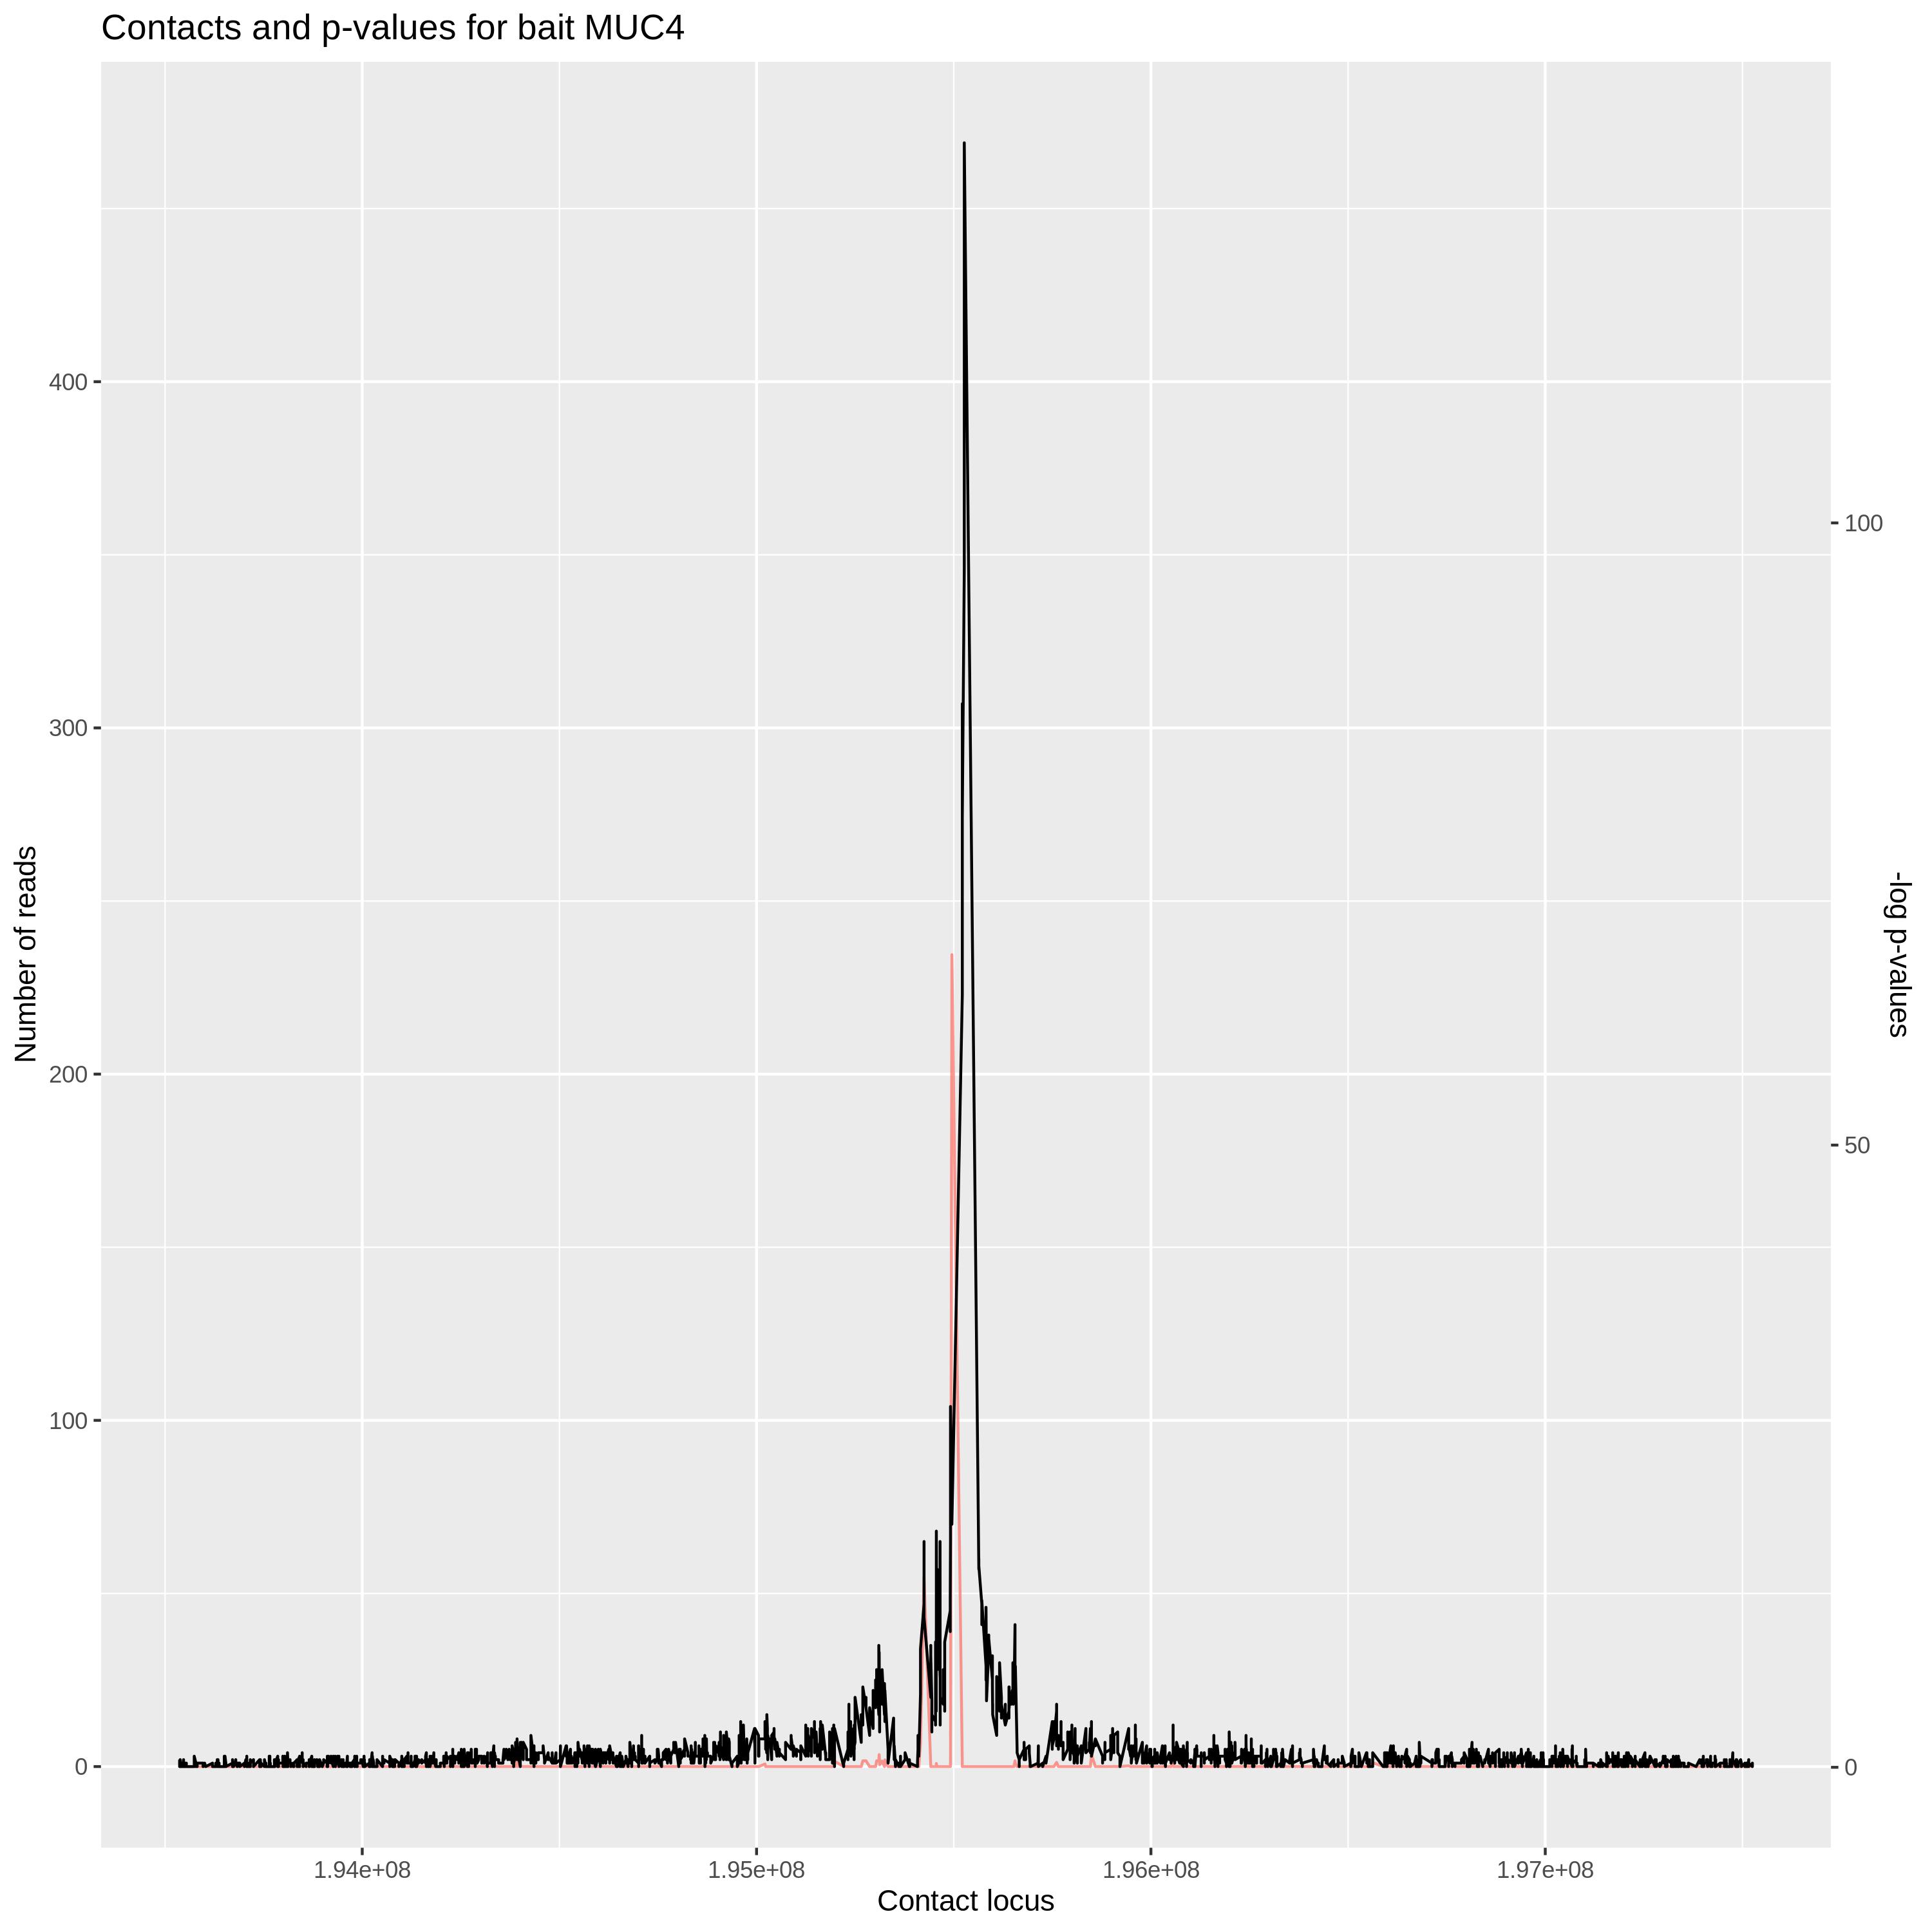 Contacts and p-values for bait MUC4
400
300
200
100
0
Number of reads
100
50
0
-log p-values
1.94e+08
1.95e+08
1.96e+08
1.97e+08
Contact locus